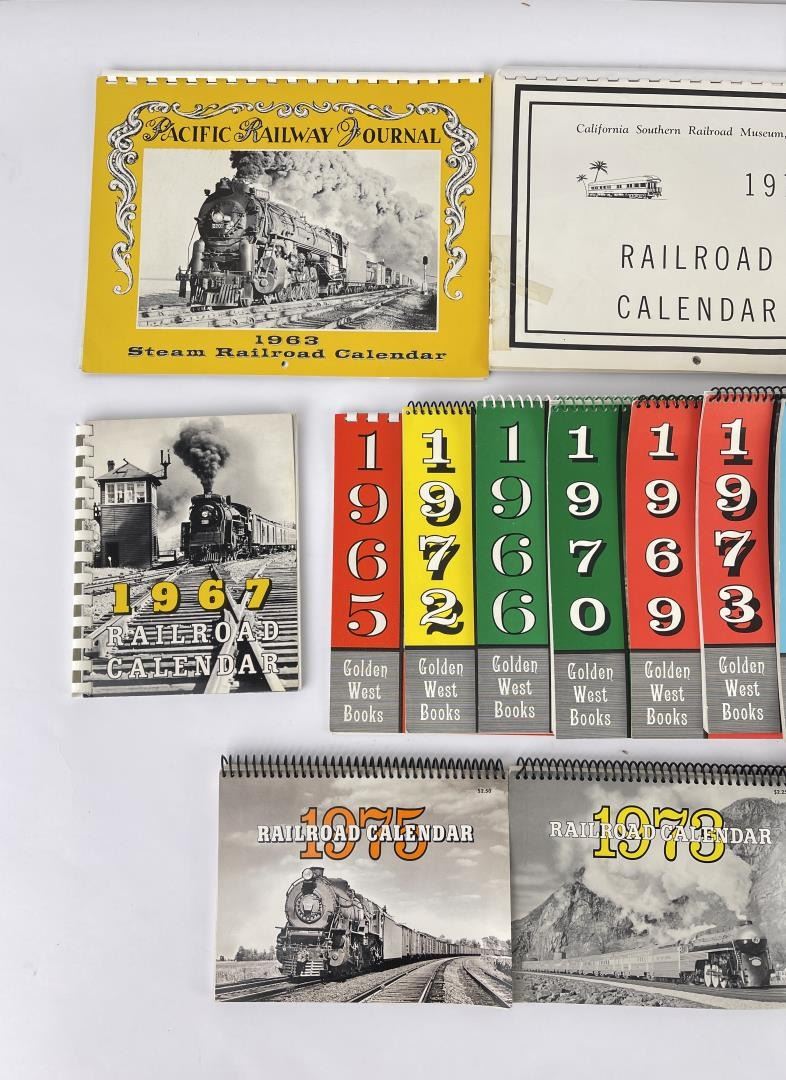 PACIFIC RAILWAY JOURNAL
1963
Steam Railroad Calendar
California Southern Railroad Museum,
RAILROAD
CALENDAR
1967
RAILROAD
CALENDAR
1965
Golden
West
Books
1972
Golden
West
Books
1966
Golden
West
Books
1970
Golden
West
Books
1969
Golden
West
Books
1973
Golden
West
Books
$2.50
1975
RAILROAD CALENDAR
1973
RAILROAD CALENDAR